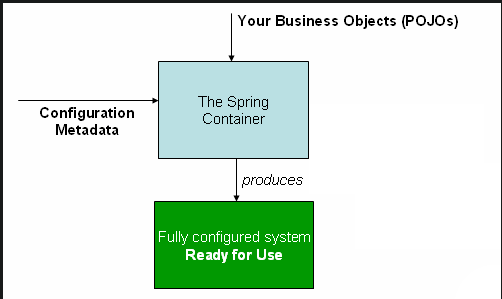 Your Business Objects (POJOs)
The Spring
Container
Configuration
Metadata
produces
Fully configured system
Ready for Use